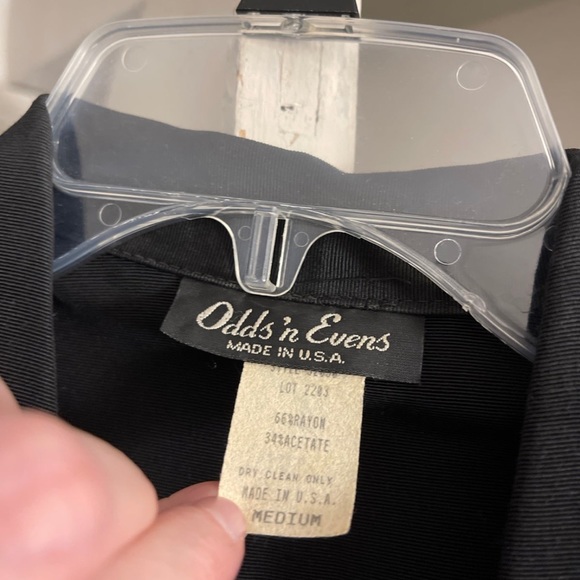 Odds'n Evens
MADE IN U.S.A.
LOT 2203
66%RAYON
34%ACETATE
DRY CLEAN ONLY
MADE IN U.S.A.
MEDIUM